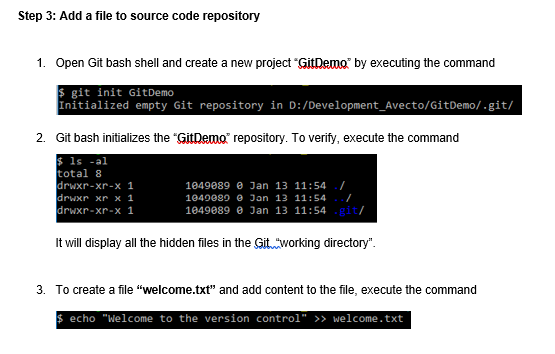 Step 3: Add a file to source code repository
1. Open Git bash shell and create a new project "GitDemo" by executing the command
$ git init GitDemo
Initialized empty Git repository in D:/Development_Avecto/GitDemo/.git/
2. Git bash initializes the "GitDemo" repository. To verify, execute the command
$ ls -al
total 8
drwxr-xr-x 1 1049089 0 Jan 13 11:54 ./
drwxr xr x 1 1049089 0 Jan 13 11:54 ../
drwxr-xr-x 1 1049089 0 Jan 13 11:54 .git/
It will display all the hidden files in the Git "working directory".
3. To create a file "welcome.txt" and add content to the file, execute the command
$ echo "Welcome to the version control" >> welcome.txt